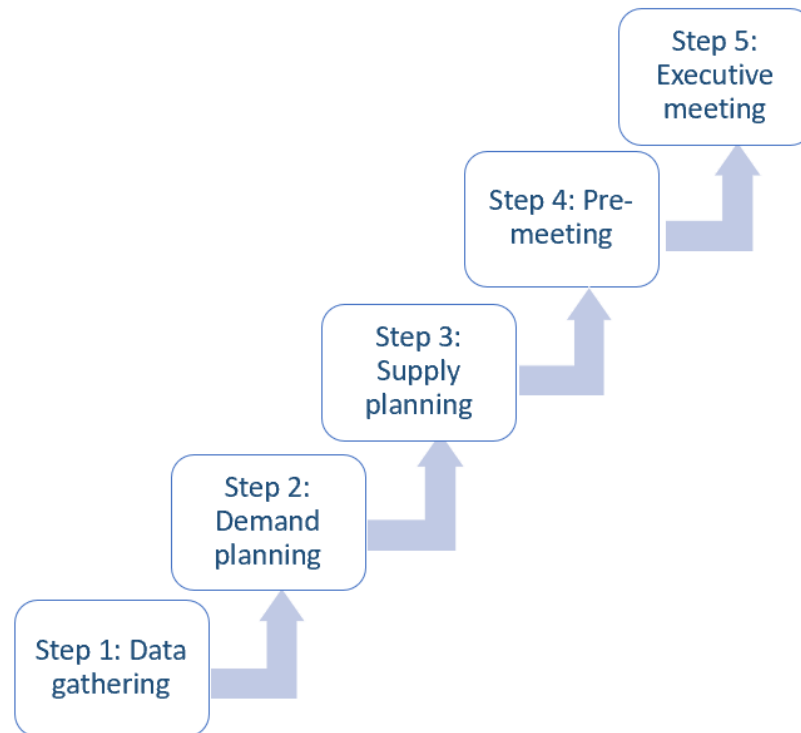 Step 1: Data
gathering
Step 2:
Demand
planning
Step 3:
Supply
planning
Step 4: Pre-
meeting
Step 5:
Executive
meeting